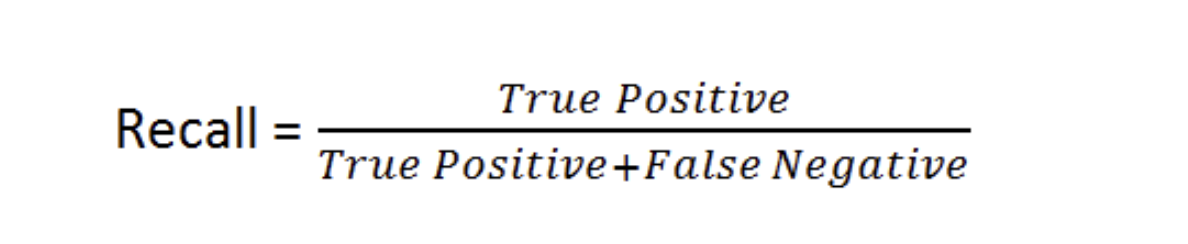 True Positive
Recall =
True Positive+False Negative